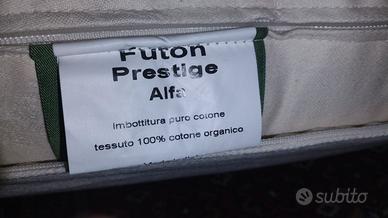 Futon
Prestige
Alfa
imbottitura puro cotone
tessuto 100% cotone organico
subito